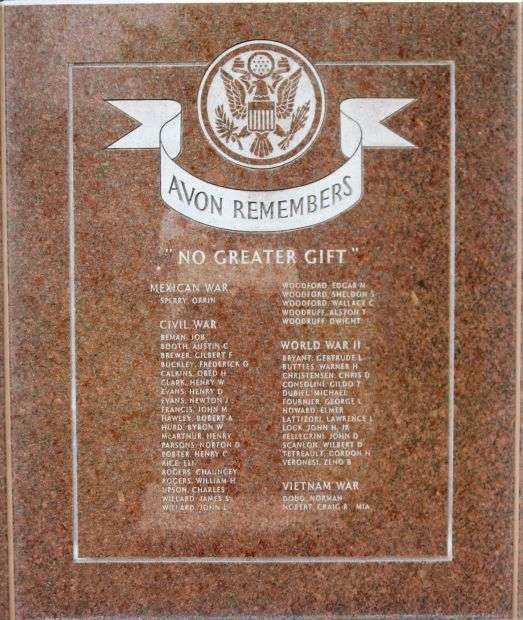 AVON REMEMBERS
"NO GREATER GIFT"
MEXICAN WAR
SPERRY, ORRIN
CIVIL WAR
BEMAN, JOB
BOOTH, AUSTIN C
BREWER, GILBERT F
BUCKLEY, FREDERICK O
CALKINS, OBED H
CLARK, HENRY W
EVANS, HENRY D
EVANS, NEWTON J
FRANCIS, JOHN M
HAWLEY, ROBERT A
HURD, BYRON W
MCARTHUR, HENRY
PARSONS, NORTON D
PORTER, HENRY C
RICE, ELI
ROGERS, CHAUNCEY
ROGERS, WILLIAM H
UPSON, CHARLES
WILLARD, JAMES S
WILLARD, JOHN L
WOODFORD, EDGAR M
WOODFORD, SHELDON S
WOODFORD, WALLACE C
WOODRUFF, ALSTON T
WOODRUFF, DWIGHT
WORLD WAR II
BRYANT, GERTRUDE L
BUTTLES, WARNER H
CHRISTENSEN, CHRIS D
CONSOLINI, GILDO T
DUBIEL, MICHAEL
FOURNIER, GEORGE L
HOWARD, ELMER
LATTIZORI, LAWRENCE L
LOCK, JOHN H, JR
PELLEGRINI, JOHN D
SCANLON, WILBERT D
TETREAULT, GORDON H
VERONESI, ZENO B
VIETNAM WAR
NORMAN
NOBERT, CRAIG R MIA